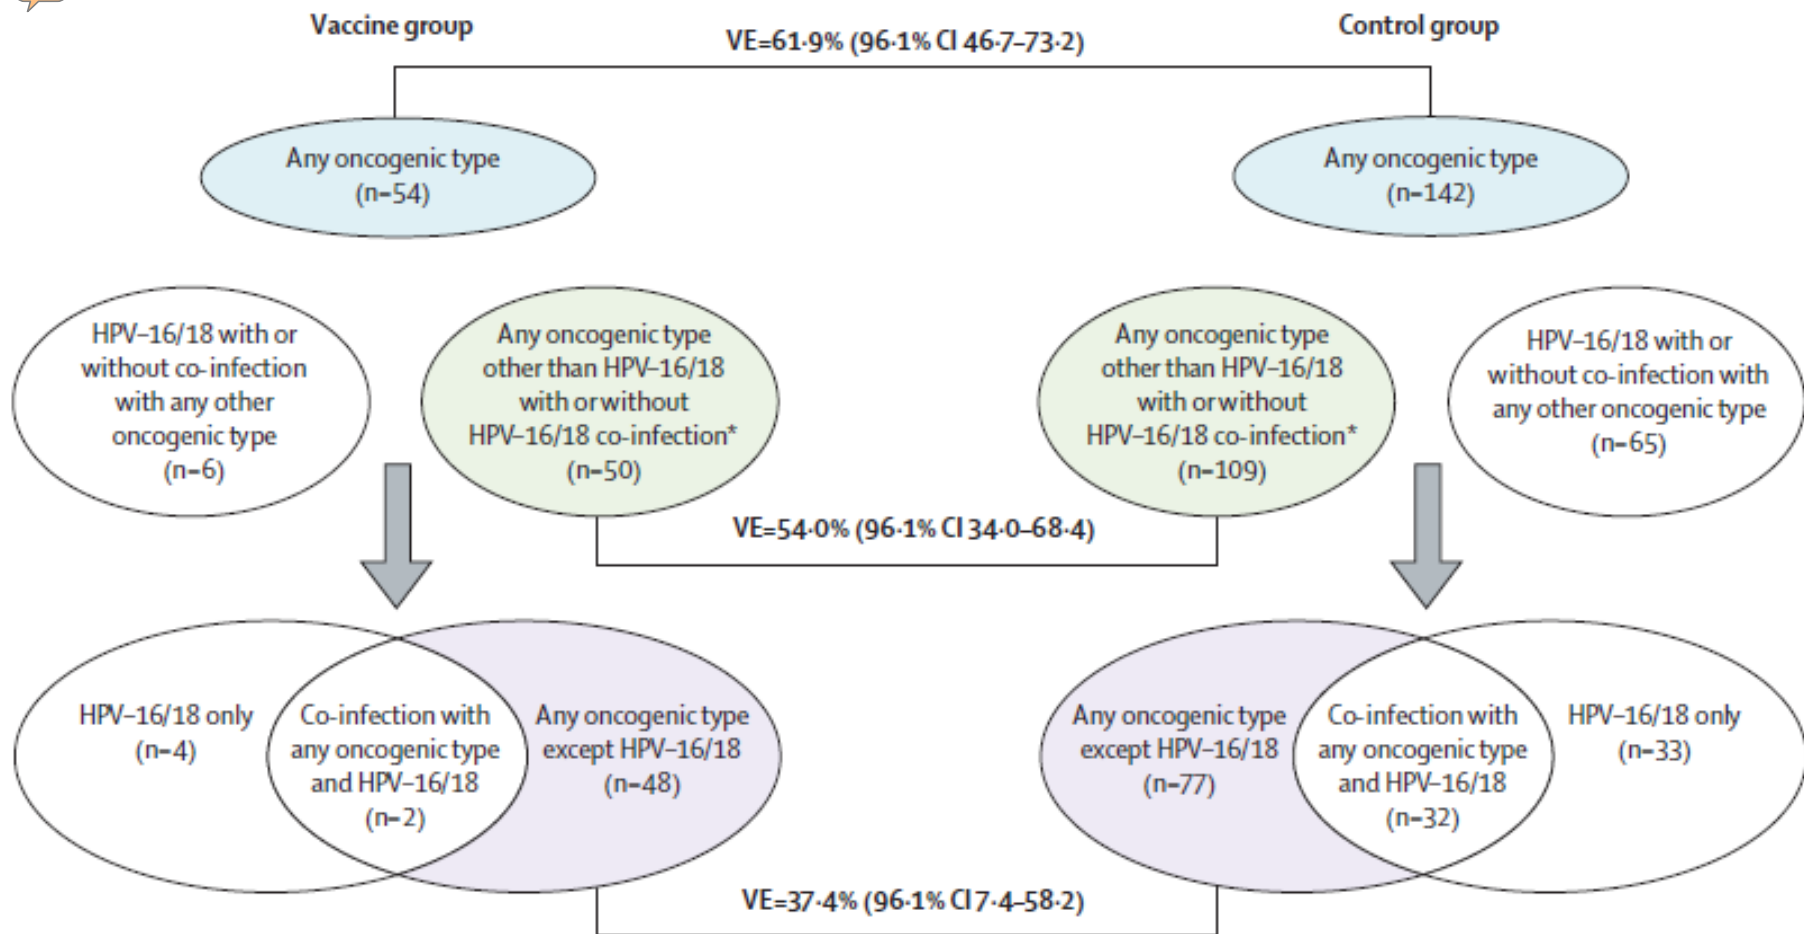 Vaccine group
VE=61·9% (96·1% CI 46·7–73·2)
Control group
Any oncogenic type
(n=54)
Any oncogenic type
(n=142)
HPV–16/18 with or
without co-infection
with any other
oncogenic type
(n=6)
Any oncogenic type
other than HPV–16/18
with or without
HPV–16/18 co-infection*
(n=50)
Any oncogenic type
other than HPV–16/18
with or without
HPV–16/18 co-infection*
(n=109)
HPV–16/18 with or
without co-infection with
any other oncogenic type
(n=65)
VE=54·0% (96·1% CI 34·0–68·4)
HPV–16/18 only
(n=4)
Co-infection with
any oncogenic type
and HPV–16/18
(n=2)
Any oncogenic type
except HPV–16/18
(n=48)
Any oncogenic type
except HPV–16/18
(n=77)
Co-infection with
any oncogenic type
and HPV–16/18
(n=32)
HPV–16/18 only
(n=33)
VE=37·4% (96·1% CI 7·4–58·2)